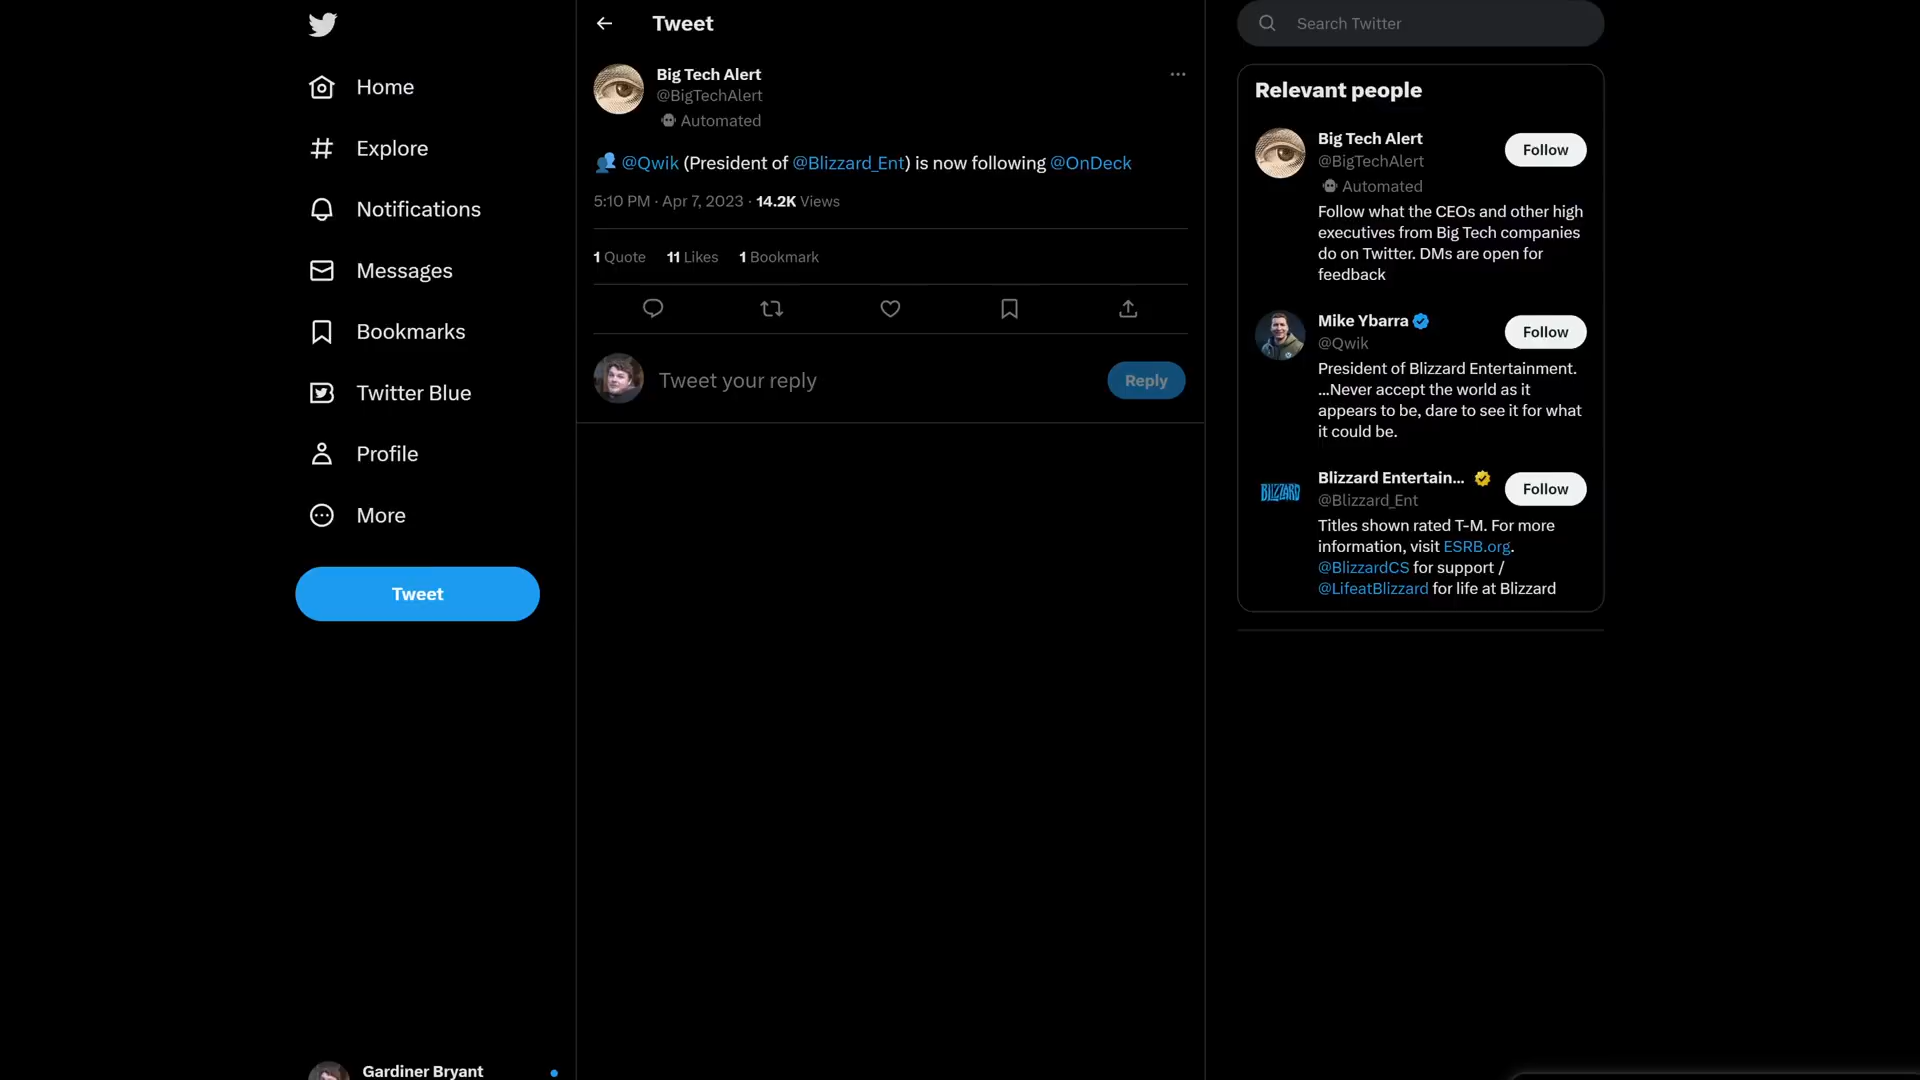 Home
Explore
Notifications
Messages
Bookmarks
Twitter Blue
Profile
More
Tweet
Gardiner Bryant
Tweet
Big Tech Alert
@BigTechAlert
Automated
@Qwik (President of @Blizzard_Ent) is now following @OnDeck
5:10 PM · Apr 7, 2023 · 14.2K Views
1 Quote 11 Likes 1 Bookmark
Tweet your reply
Reply
Search Twitter
Relevant people
Big Tech Alert
@BigTechAlert
Automated
Follow
Follow what the CEOs and other high
executives from Big Tech companies
do on Twitter. DMs are open for
feedback
Mike Ybarra
@Qwik
Follow
President of Blizzard Entertainment.
...Never accept the world as it
appears to be, dare to see it for what
it could be.
BLIZZARD
Blizzard Entertain...
@Blizzard_Ent
Follow
Titles shown rated T-M. For more
information, visit ESRB.org.
@BlizzardCS for support /
@LifeatBlizzard for life at Blizzard